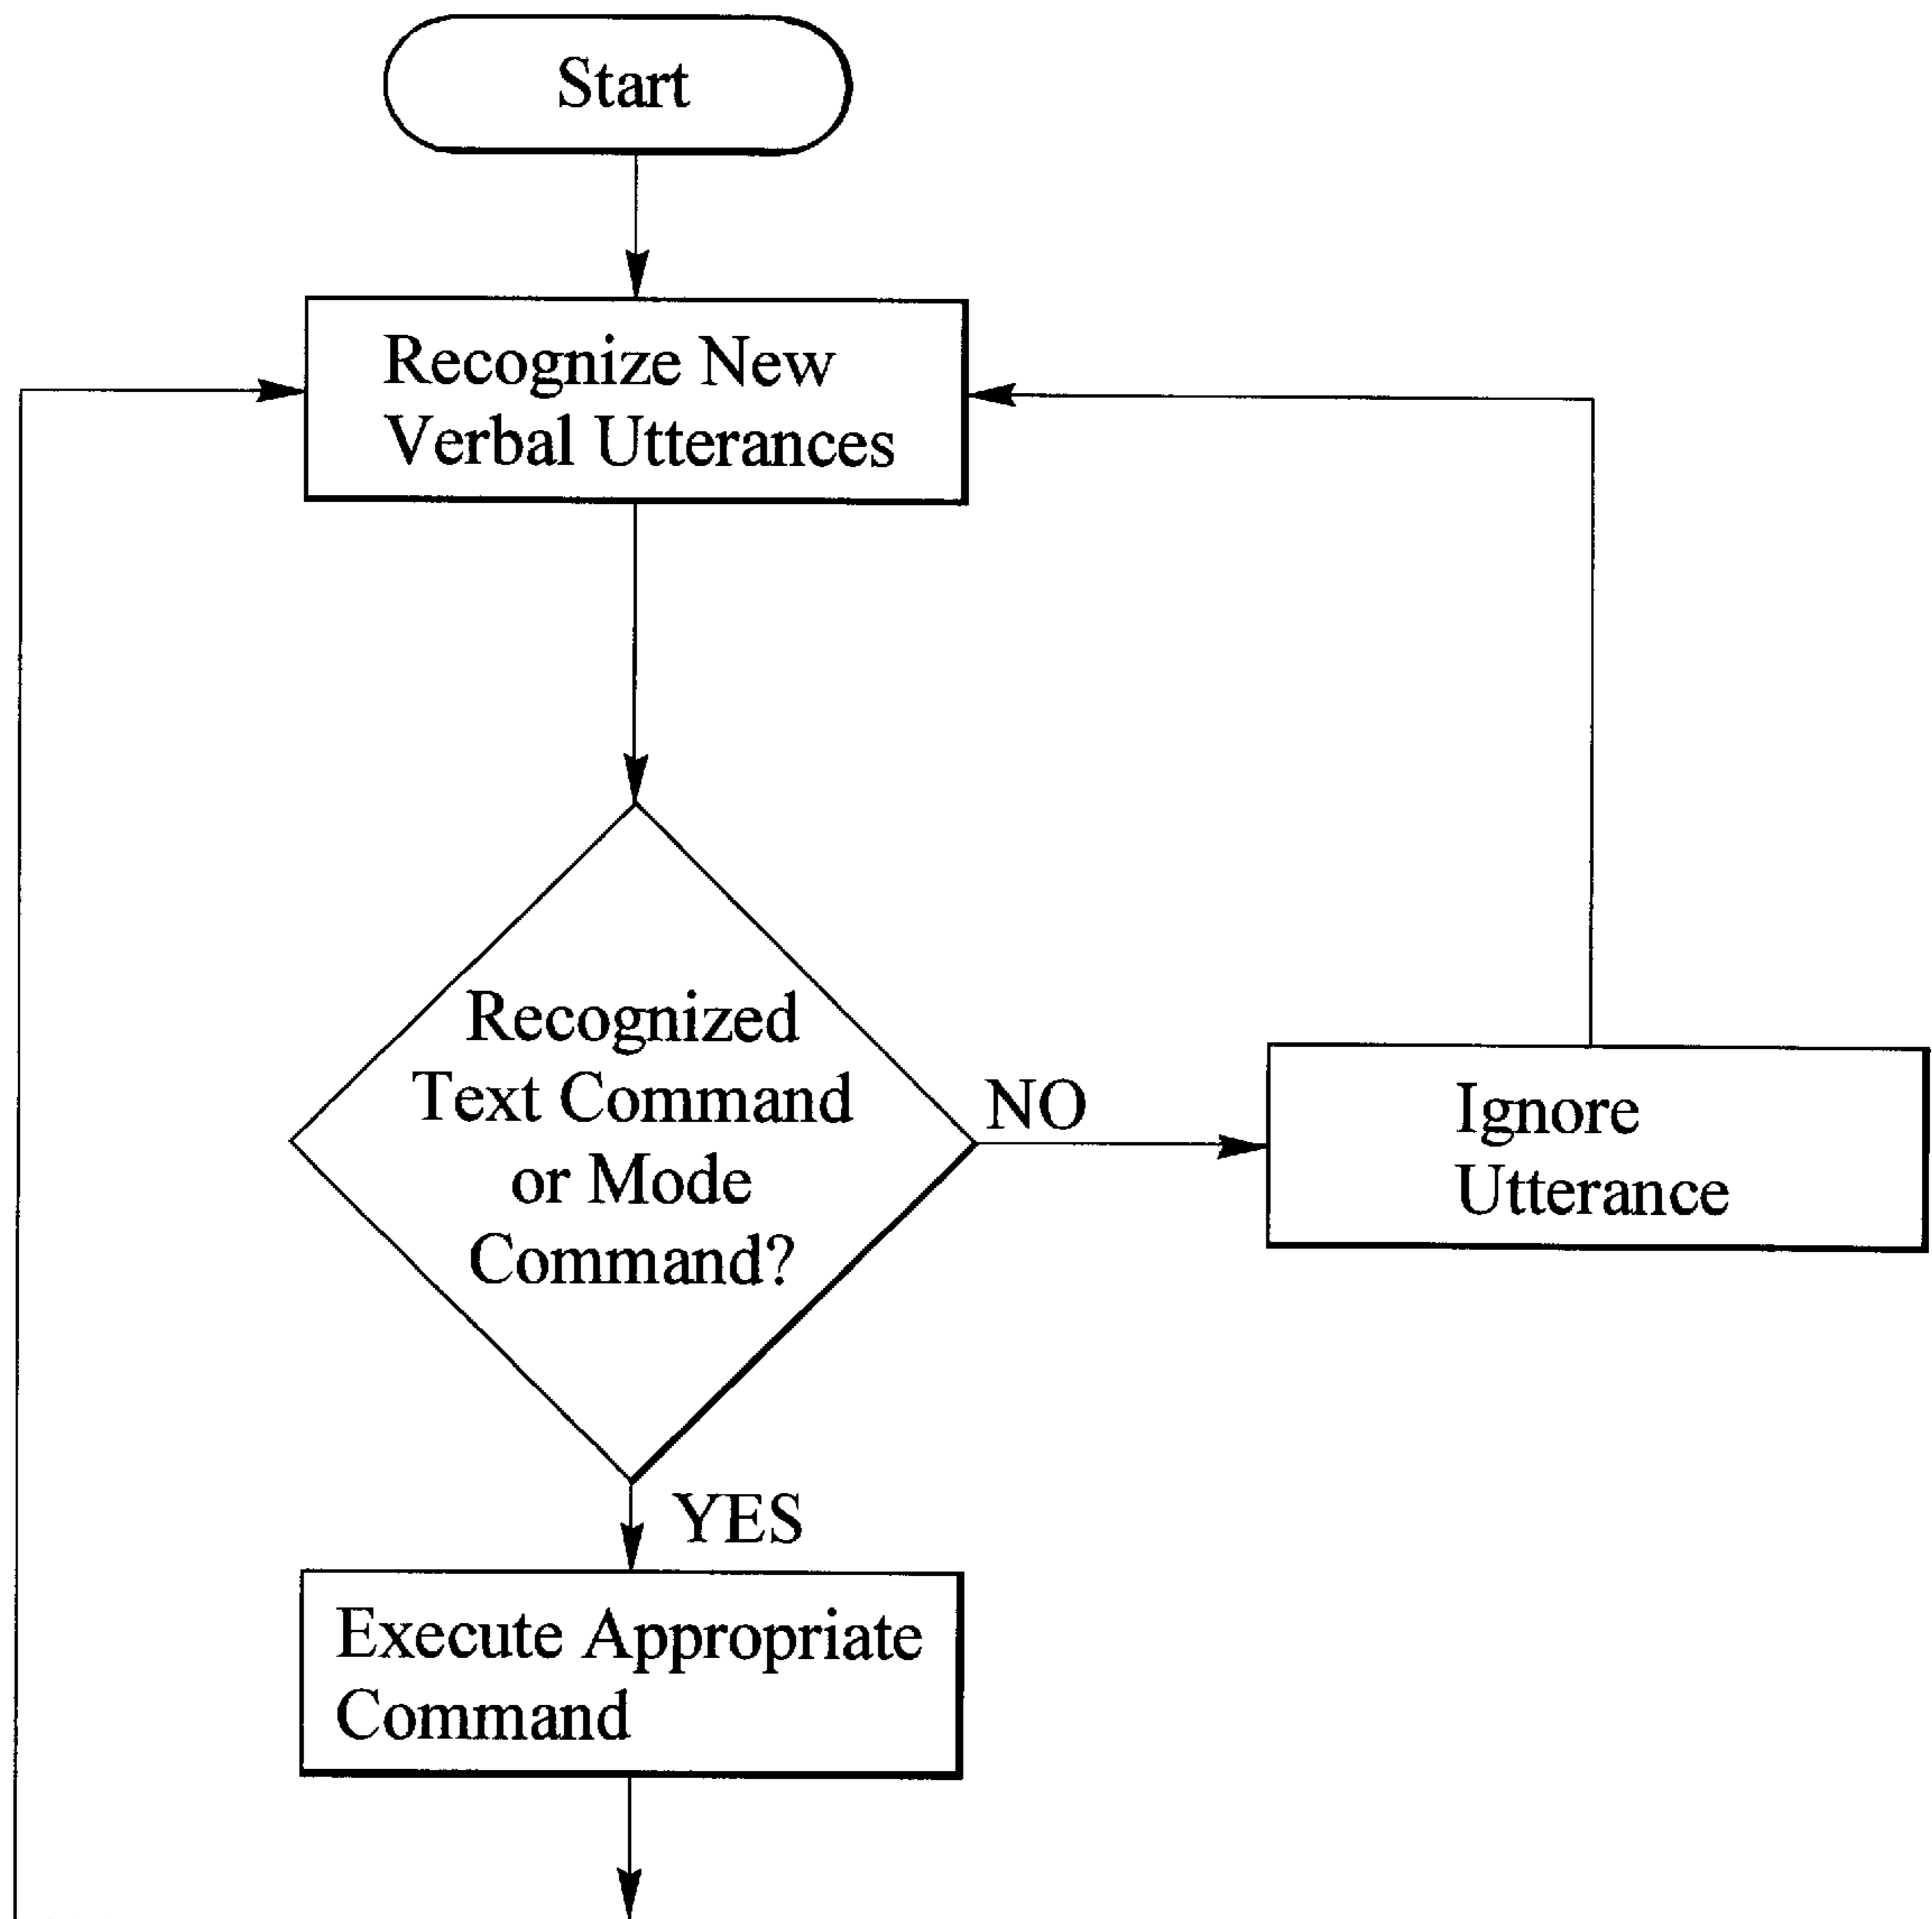 Start
Recognize New
Verbal Utterances
Recognized
Text Command
or Mode
Command?
NO
Ignore
Utterance
YES
Execute Appropriate
Command